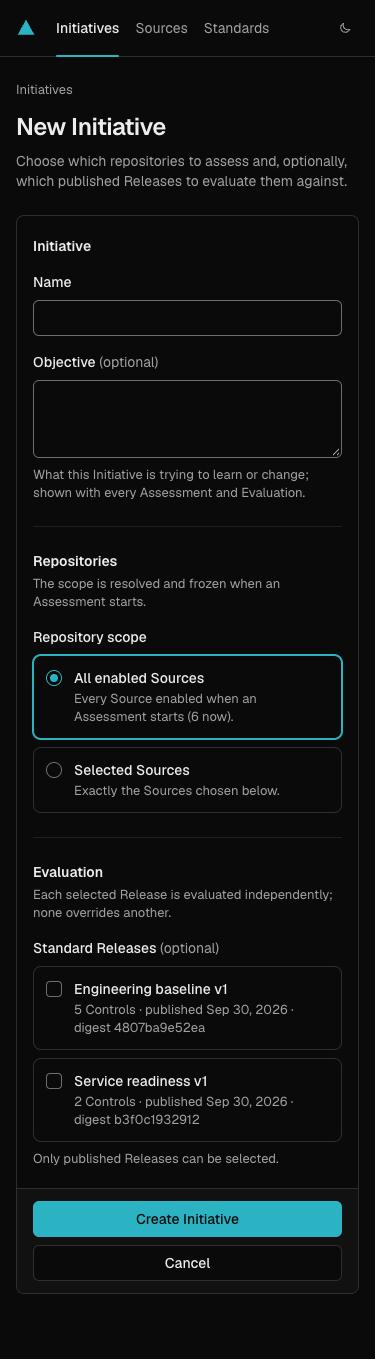 Initiatives Sources Standards
Initiatives
New Initiative
Choose which repositories to assess and, optionally,
which published Releases to evaluate them against.
Initiative
Name
Objective (optional)
What this Initiative is trying to learn or change;
shown with every Assessment and Evaluation.
Repositories
The scope is resolved and frozen when an
Assessment starts.
Repository scope
All enabled Sources
Every Source enabled when an
Assessment starts (6 now).
Selected Sources
Exactly the Sources chosen below.
Evaluation
Each selected Release is evaluated independently;
none overrides another.
Standard Releases (optional)
Engineering baseline v1
5 Controls · published Sep 30, 2026 ·
digest 4807ba9e52ea
Service readiness v1
2 Controls · published Sep 30, 2026 ·
digest b3f0c1932912
Only published Releases can be selected.
Create Initiative
Cancel